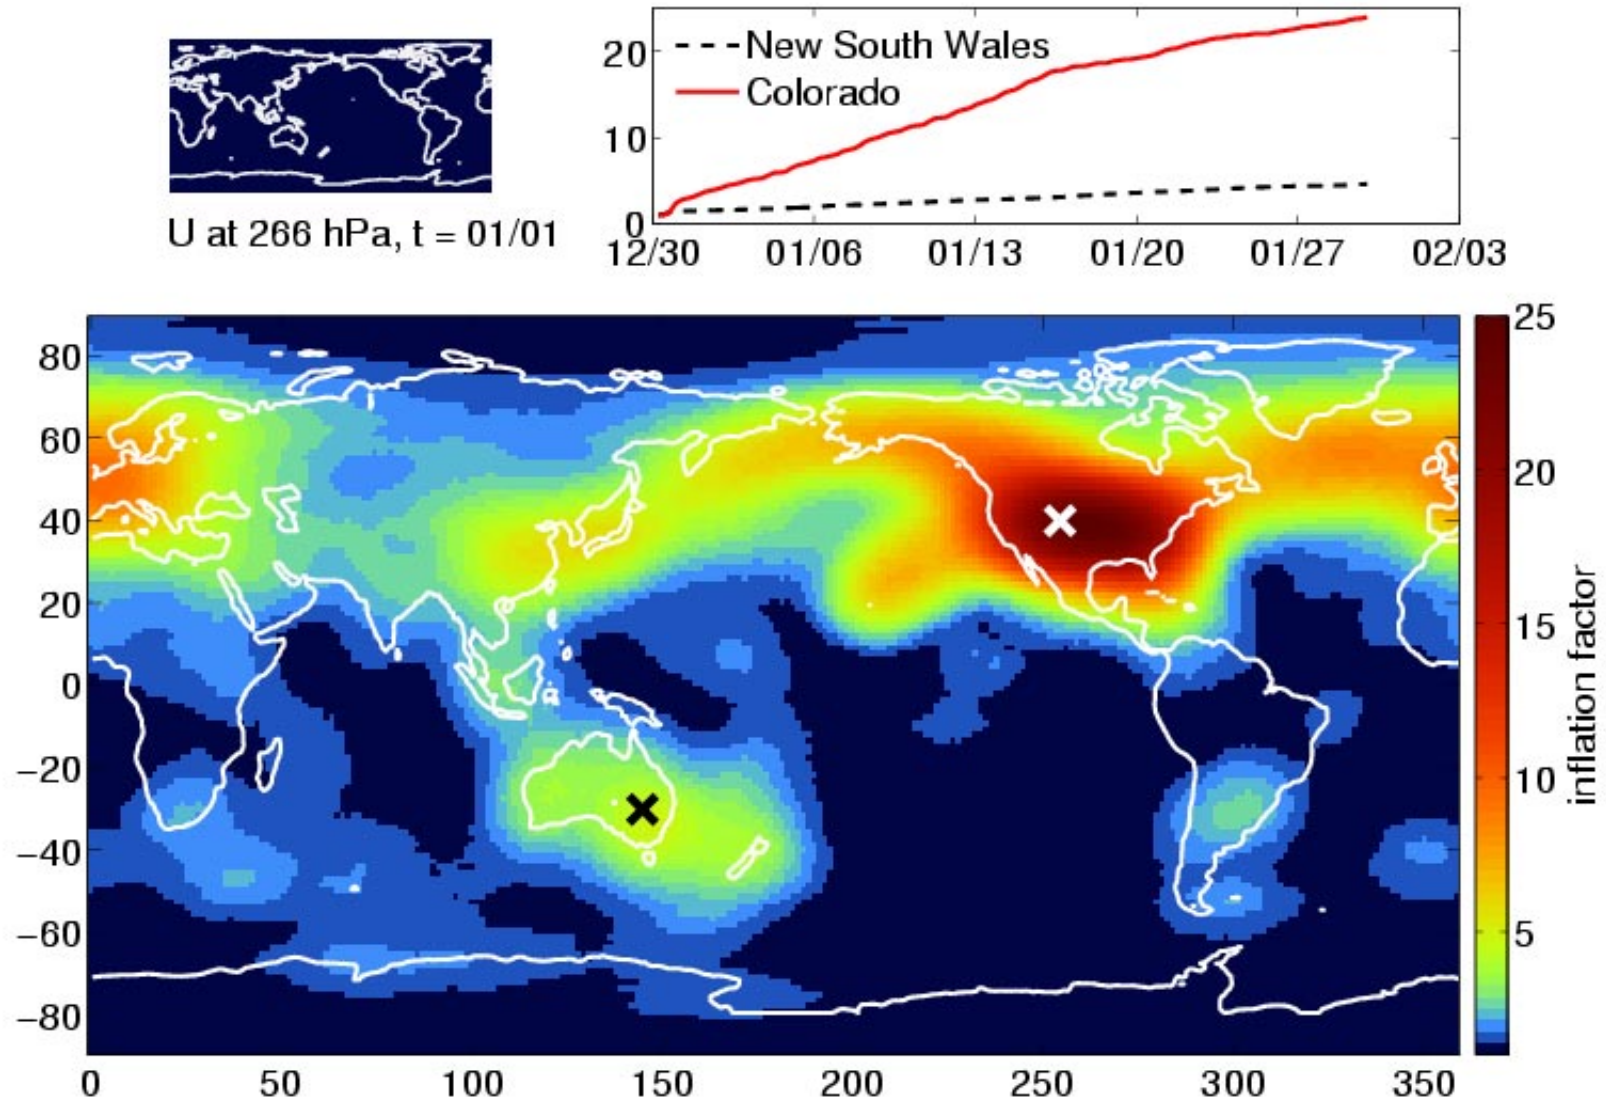 U at 266 hPa, t = 01/01
20
10
0
New South Wales
Colorado
12/30 01/06 01/13 01/20 01/27 02/03
80
60
40
20
0
−20
−40
−60
−80
0 50 100 150 200 250 300 350
25
20
15
10
5
inflation factor